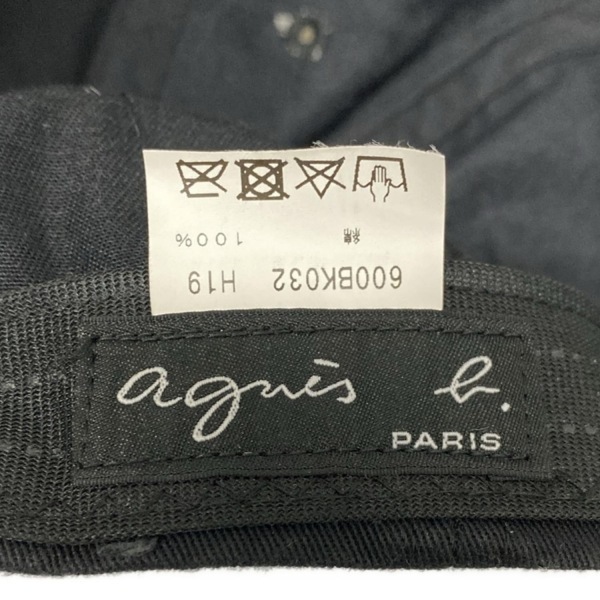 600BK032 H19
綿 100%
agnès b.
PARIS